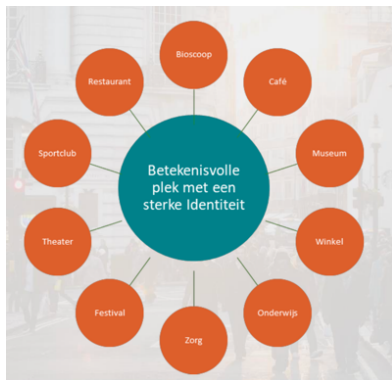 Bioscoop
Café
Museum
Winkel
Onderwijs
Zorg
Festival
Theater
Sportclub
Restaurant
Betekenisvolle
plek met een
sterke Identiteit